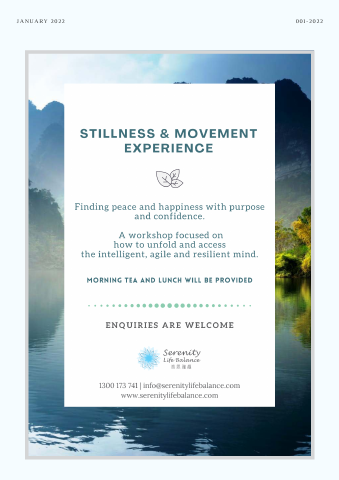 JANUARY 2022
001-2022
STILLNESS & MOVEMENT
EXPERIENCE
Finding peace and happiness with purpose
and confidence.
A workshop focused on
how to unfold and access
the intelligent, agile and resilient mind.
MORNING TEA AND LUNCH WILL BE PROVIDED
ENQUIRIES ARE WELCOME
Serenity
Life Balance
1300 173 741 | info@serenitylifebalance.com
www.serenitylifebalance.com